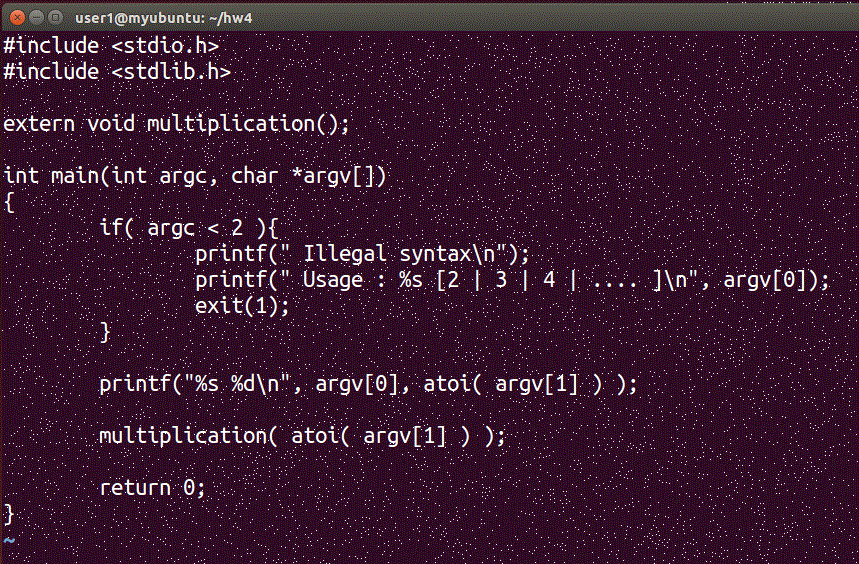 user1@myubuntu: ~/hw4
#include <stdio.h>
#include <stdlib.h>

extern void multiplication();

int main(int argc, char *argv[])
{
        if( argc < 2 ){
                printf(" Illegal syntax\n");
                printf(" Usage : %s [2 | 3 | 4 | .... ]\n", argv[0]);
                exit(1);
        }

        printf("%s %d\n", argv[0], atoi( argv[1] ) );

        multiplication( atoi( argv[1] ) );

        return 0;
}
~